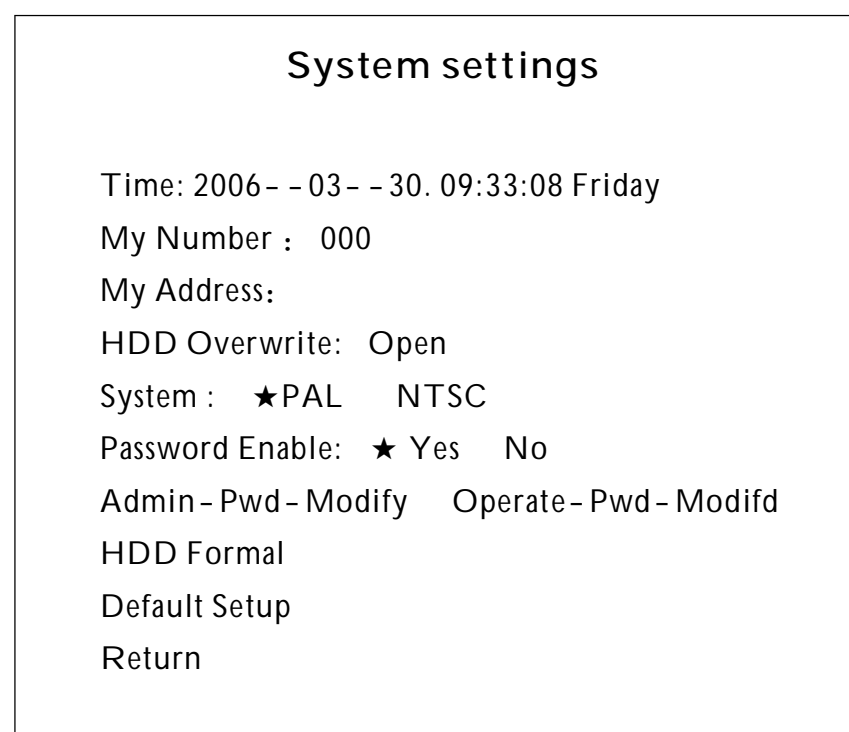 System settings
Time: 2006--03--30. 09:33:08 Friday
My Number： 000
My Address：
HDD Overwrite: Open
System : ★PAL NTSC
Password Enable: ★ Yes No
Admin-Pwd-Modify Operate-Pwd-Modifd
HDD Formal
Default Setup
Return